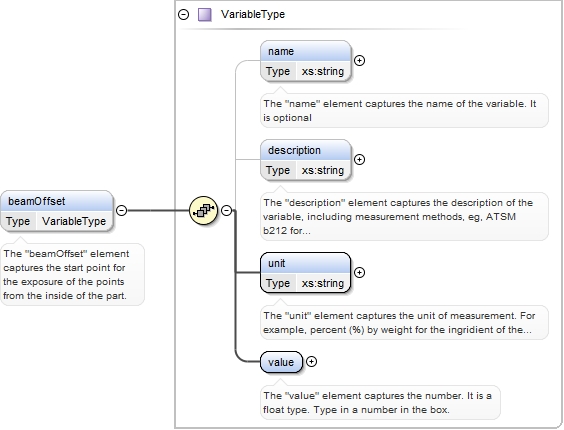 VariableType
name
Type xs:string
The "name" element captures the name of the variable. It
is optional
description
Type xs:string
The "description" element captures the description of the
variable, including measurement methods, eg, ATSM
b212 for...
beamOffset
Type VariableType
The "beamOffset" element
captures the start point for
the exposure of the points
from the inside of the part.
unit
Type xs:string
The "unit" element captures the unit of measurement. For
example, percent (%) by weight for the ingridient of the...
value
The "value" element captures the number. It is a
float type. Type in a number in the box.